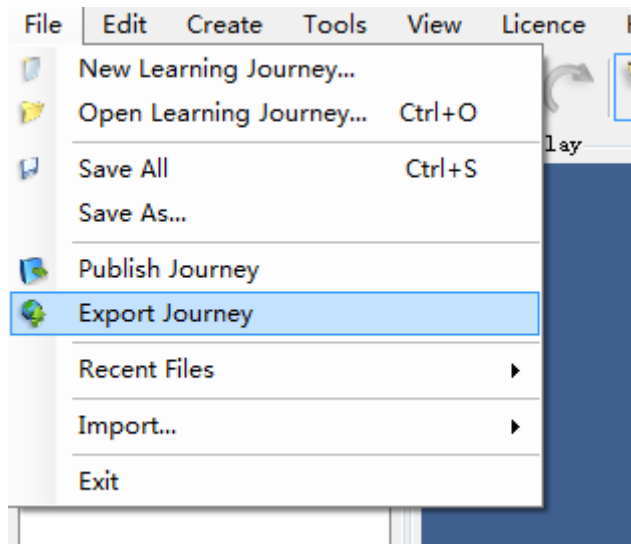 File Edit Create Tools View Licence
New Learning Journey...
Open Learning Journey... Ctrl+O
lay
Save All Ctrl+S
Save As...
Publish Journey
Export Journey
Recent Files
Import...
Exit